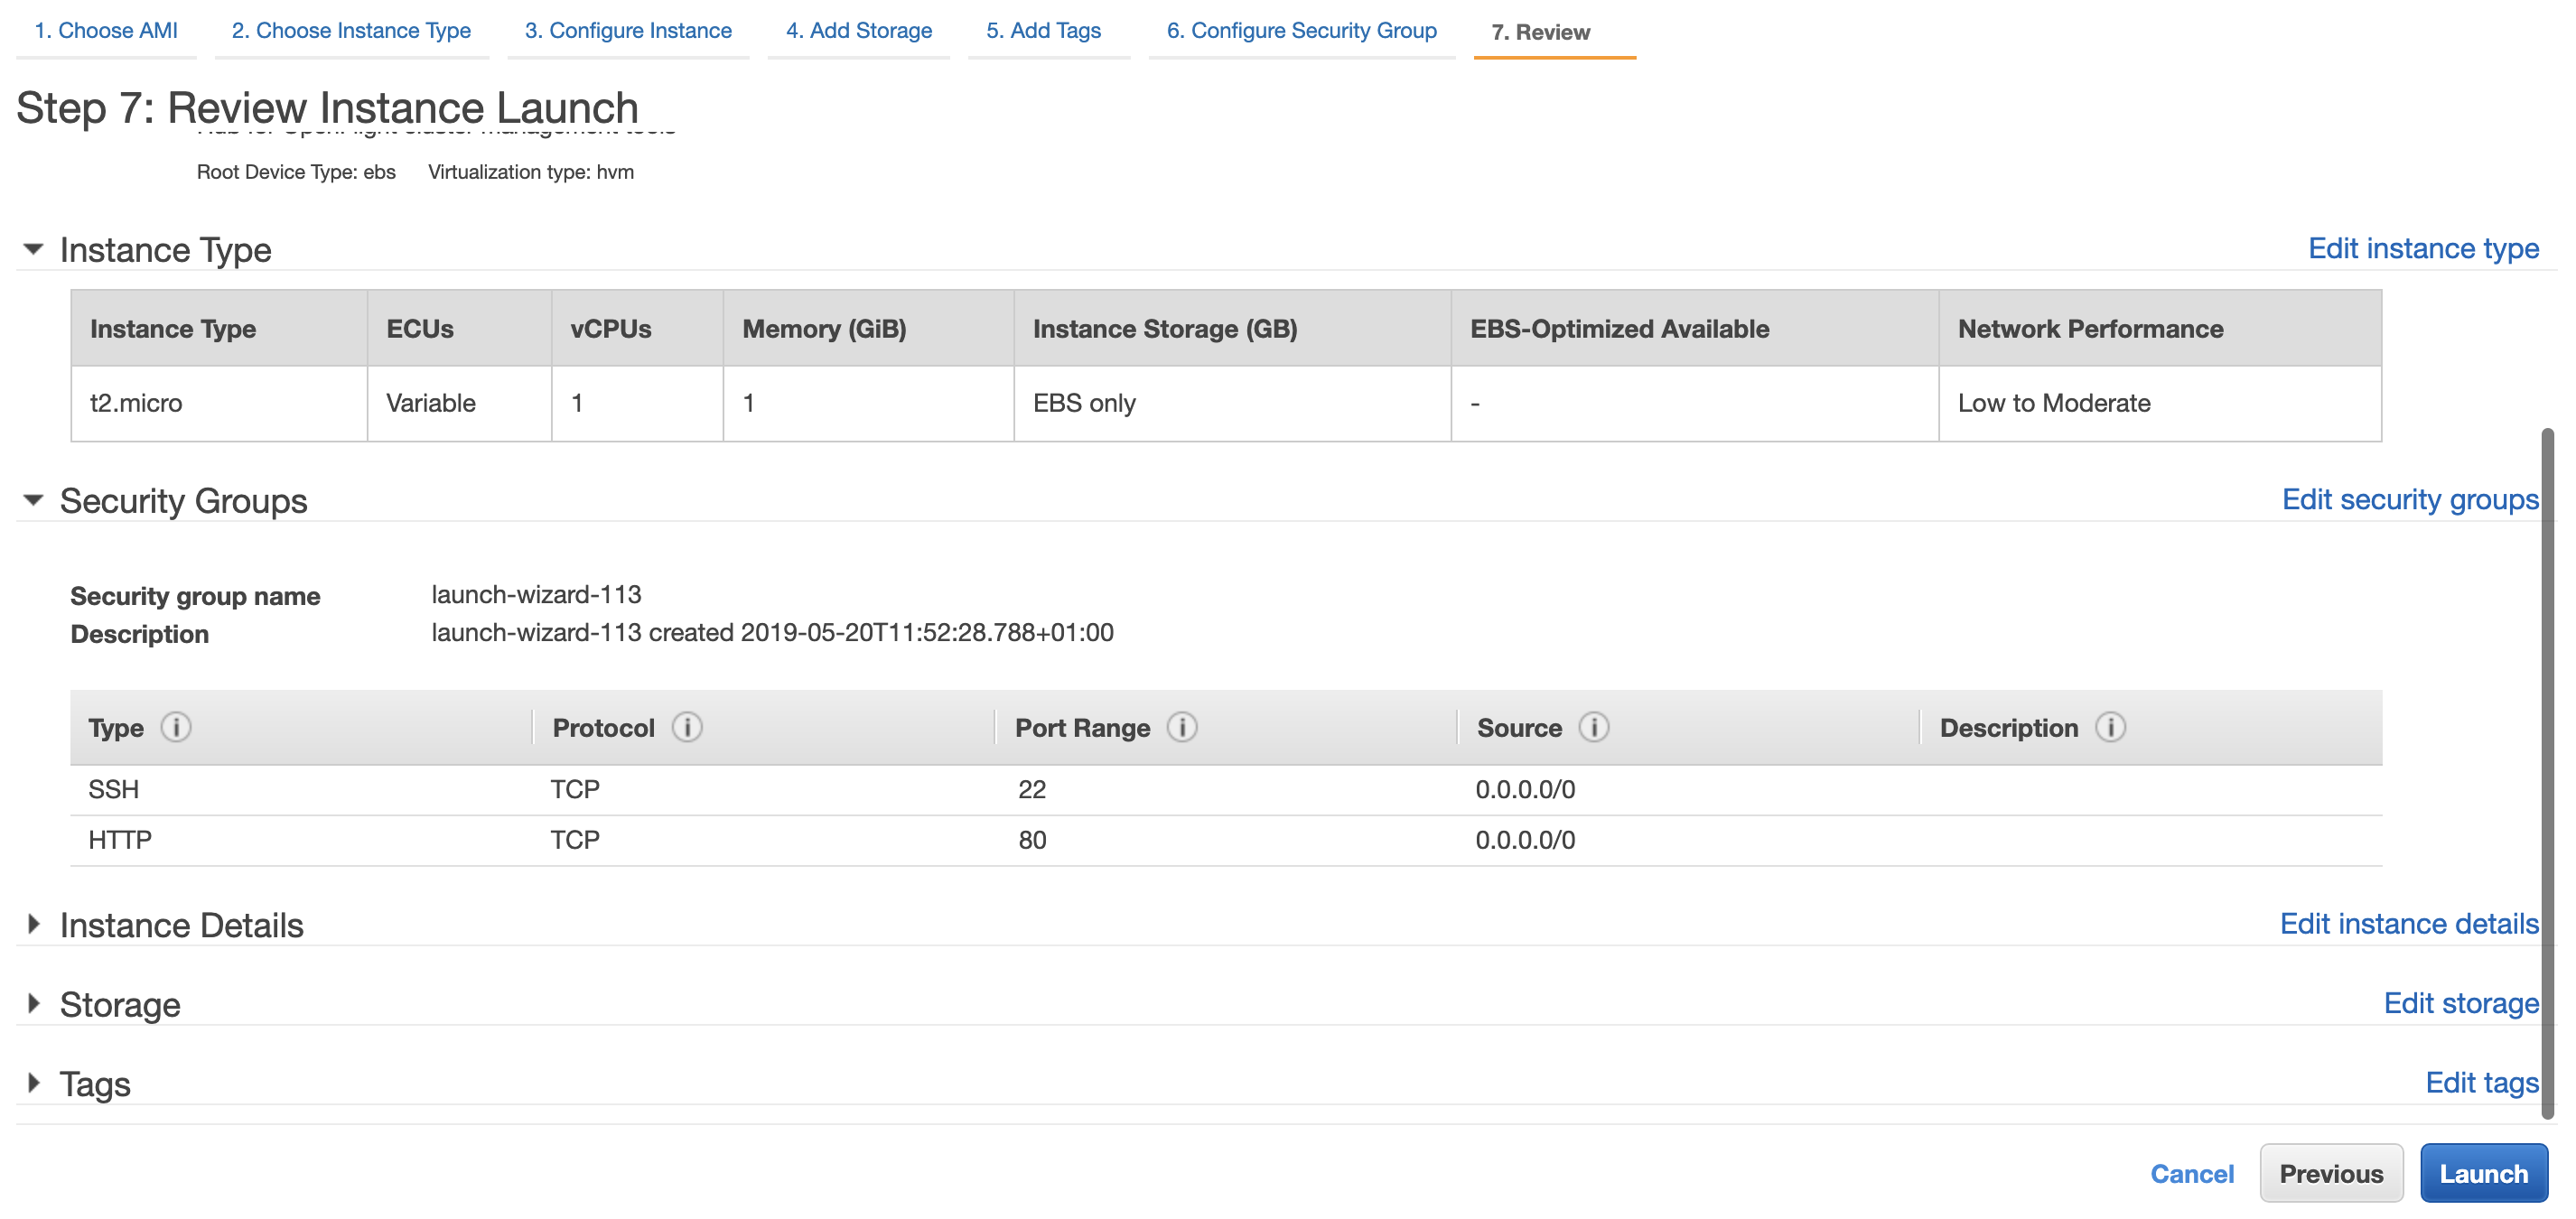 1. Choose AMI 2. Choose Instance Type 3. Configure Instance 4. Add Storage 5. Add Tags 6. Configure Security Group 7. Review
Step 7: Review Instance Launch
Root Device Type: ebs Virtualization type: hvm
Instance Type Edit instance type
Instance Type ECUs vCPUs Memory (GiB) Instance Storage (GB) EBS-Optimized Available Network Performance
t2.micro Variable 1 1 EBS only - Low to Moderate
Security Groups Edit security groups
Security group name launch-wizard-113
Description launch-wizard-113 created 2019-05-20T11:52:28.788+01:00
Type Protocol Port Range Source Description
SSH TCP 22 0.0.0.0/0
HTTP TCP 80 0.0.0.0/0
Instance Details Edit instance details
Storage Edit storage
Tags Edit tags
Cancel Previous Launch